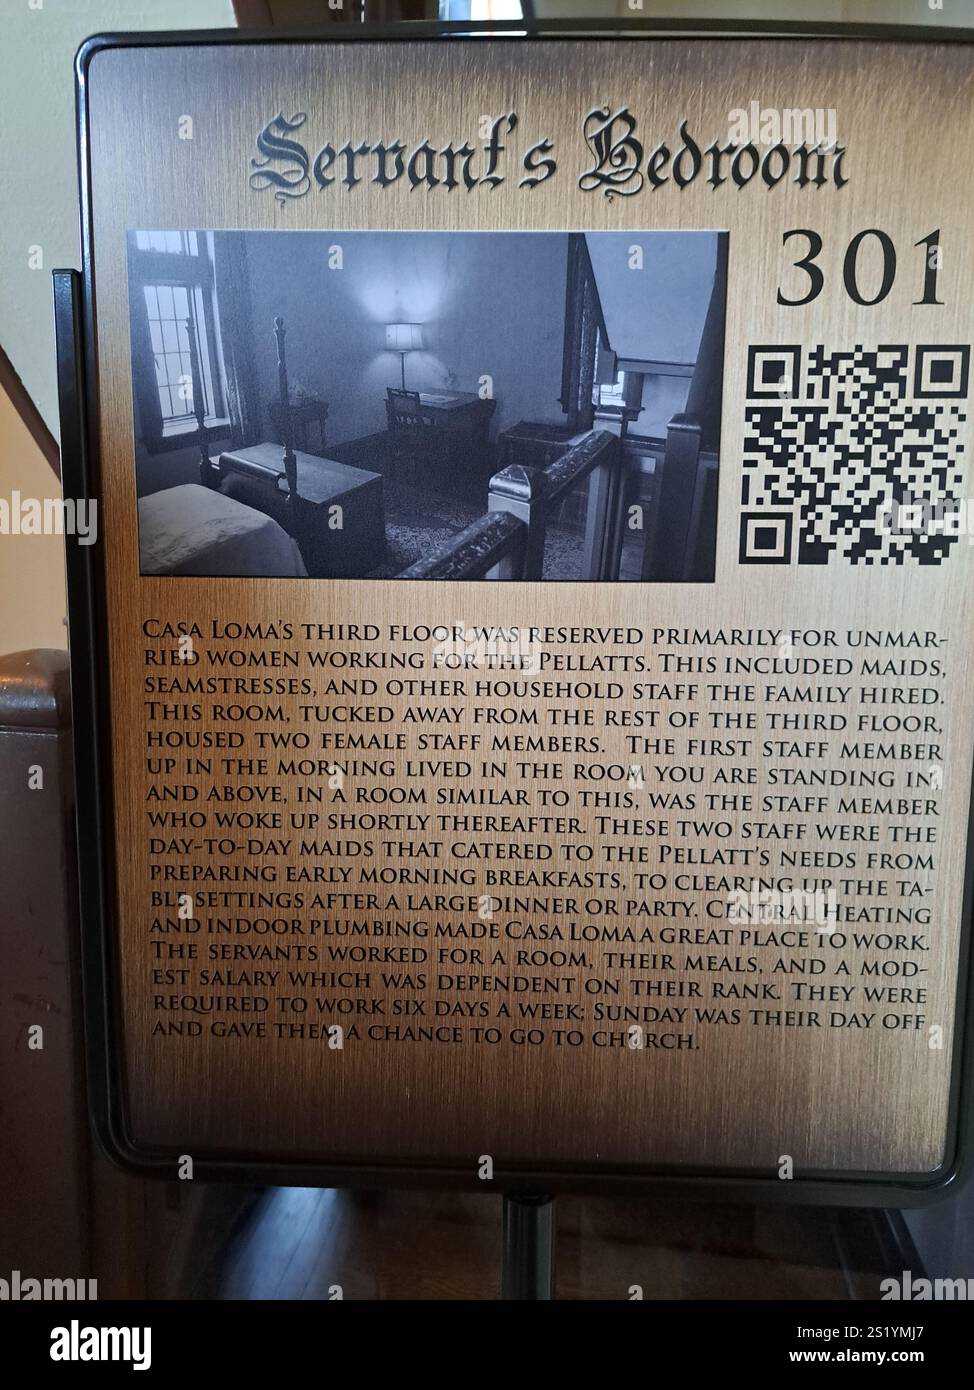 Servant's Bedroom
301
Casa Loma's third floor was reserved primarily for unmar-
ried women working for the Pellatts. This included maids,
seamstresses, and other household staff the family hired.
This room, tucked away from the rest of the third floor,
housed two female staff members. The first staff member
up in the morning lived in the room you are standing in,
and above, in a room similar to this, was the staff member
who woke up shortly thereafter. These two staff were the
day-to-day maids that catered to the Pellatt's needs from
preparing early morning breakfasts, to clearing up the ta-
ble settings after a large dinner or party. Central Heating
and indoor plumbing made Casa Loma a great place to work.
The servants worked for a room, their meals, and a mod-
est salary which was dependent on their rank. They were
required to work six days a week; Sunday was their day off
and gave them a chance to go to church.
alamy
Image ID: 2S91YMJ7
www.alamy.com